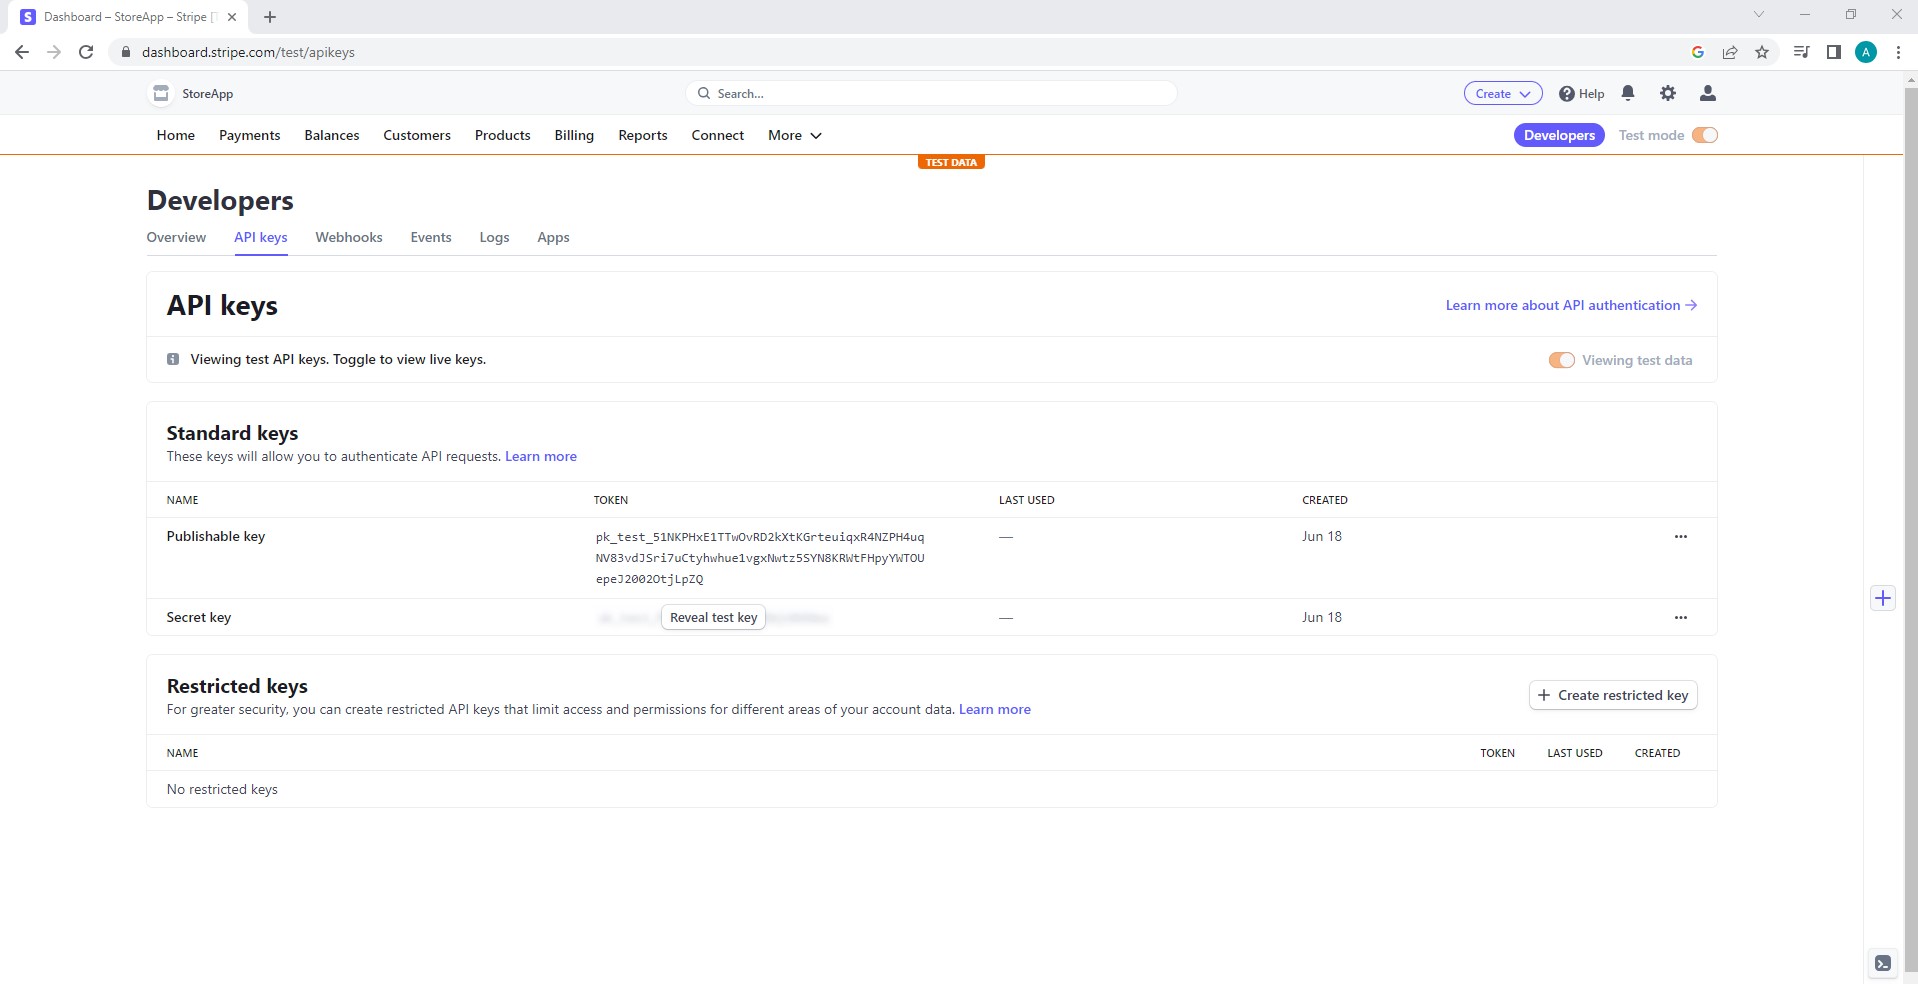 Dashboard – StoreApp – Stripe [T
dashboard.stripe.com/test/apikeys
A
StoreApp
Search...
Create
Help
Home Payments Balances Customers Products Billing Reports Connect More
Developers
Test mode
TEST DATA
Developers
Overview API keys Webhooks Events Logs Apps
API keys
Learn more about API authentication
Viewing test API keys. Toggle to view live keys.
Viewing test data
Standard keys
These keys will allow you to authenticate API requests. Learn more
NAME TOKEN LAST USED CREATED
Publishable key pk_test_51NKPHxE1TTwOvRD2kXtKGrteuiqxR4NZPH4uq — Jun 18
NV83vdJSri7uCtyhwhue1vgxNwtz5SYN8KRWtFHpyYWTOU
epeJ2002OtjLpZQ
Secret key Reveal test key — Jun 18
Restricted keys
For greater security, you can create restricted API keys that limit access and permissions for different areas of your account data. Learn more
+ Create restricted key
NAME TOKEN LAST USED CREATED
No restricted keys